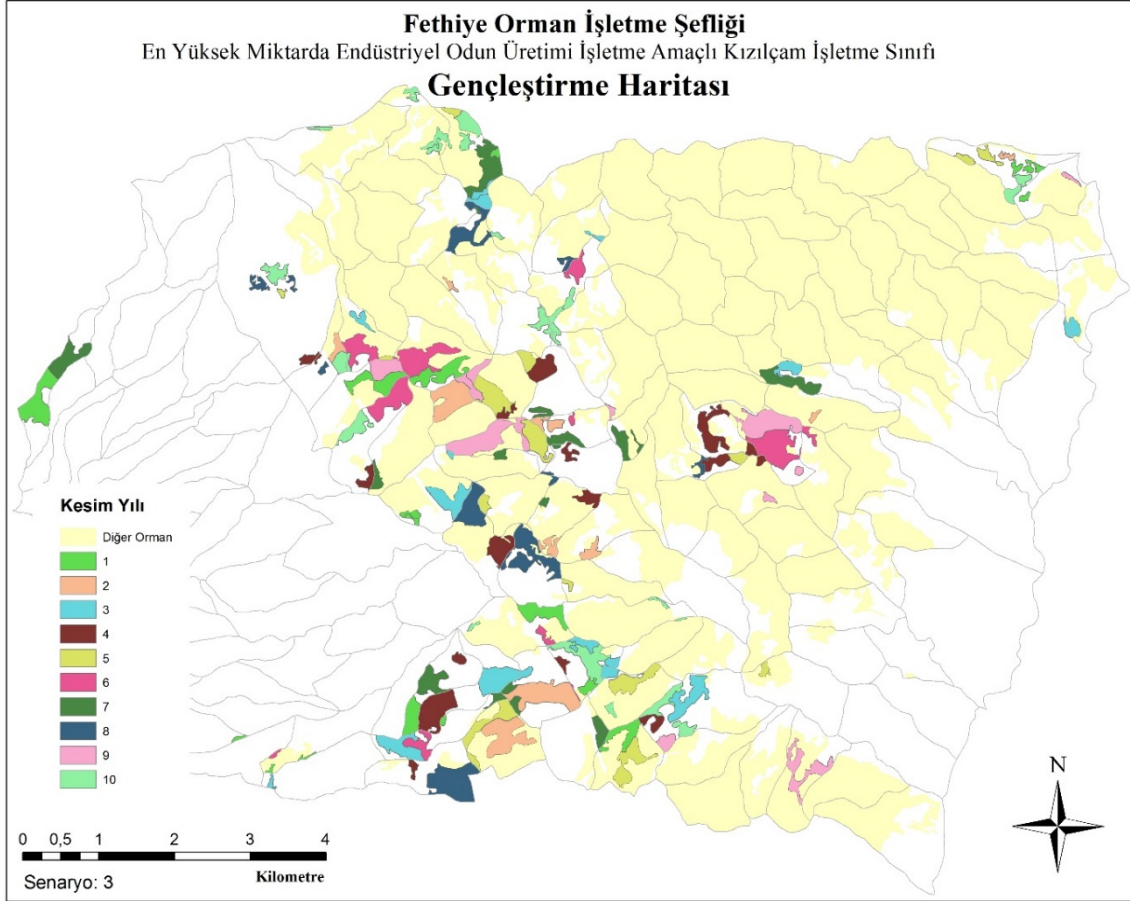 Fethiye Orman İşletme Şefliği
En Yüksek Miktarda Endüstriyel Odun Üretimi İşletme Amaçlı Kızılçam İşletme Sınıfı
Gençleştirme Haritası
Kesim Yılı
Diğer Orman
1
2
3
4
5
6
7
8
9
10
N
0 0,5 1 2 3 4
Kilometre
Senaryo: 3